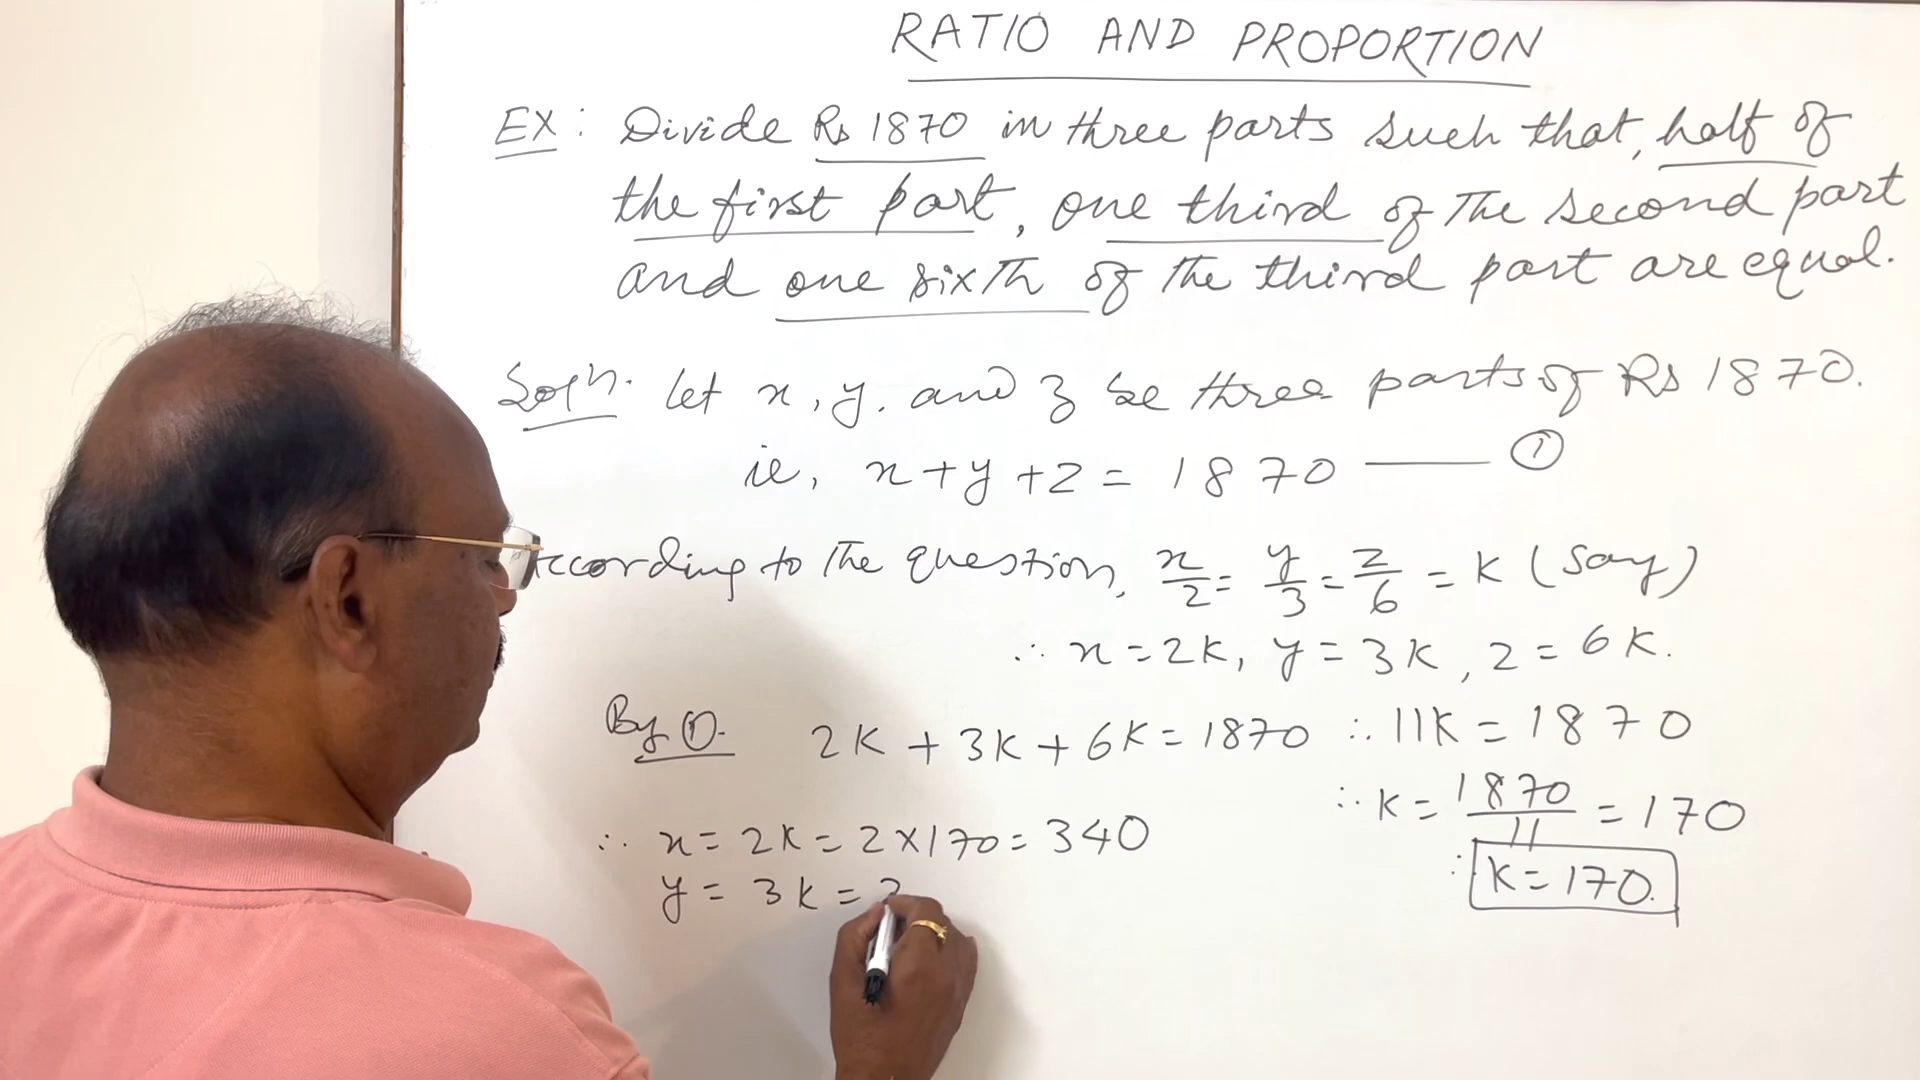 RATIO AND PROPORTION
EX: Divide Rs 1870 in three parts such that, half of
the first part, one third of the second part
and one sixth of the third part are equal.
Sol'n. Let x, y, and z be three parts of Rs 1870.
ie, x+y+z = 1870 —— ①
According to the question, x/2 = y/3 = z/6 = K (say)
∴ x=2K, y=3K, z=6K.
By ①. 2K+3K+6K=1870 ∴ 11K=1870
∴ K = 1870/11 = 170
∴ x=2K=2×170=340
∴ K=170.
y = 3K =